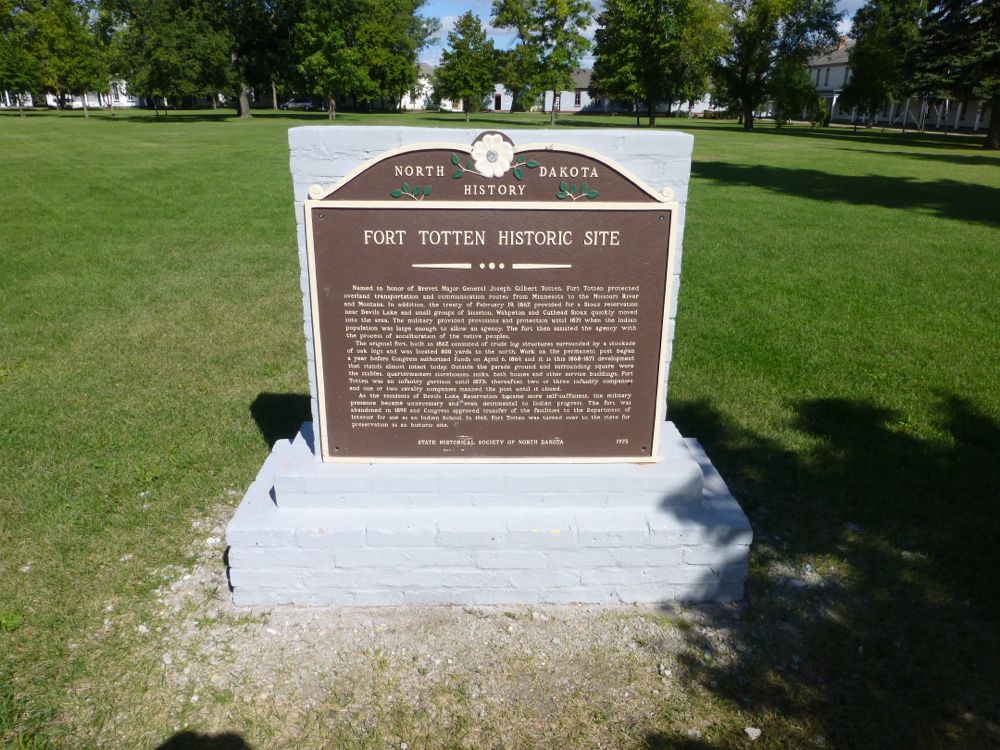 NORTH DAKOTA
HISTORY
FORT TOTTEN HISTORIC SITE
Named in honor of Brevet Major General Joseph Gilbert Totten, Fort Totten protected
overland transportation and communication routes from Minnesota to the Missouri River
and Montana. In addition, the treaty of February 19, 1867, provided for a Sioux reservation
near Devils Lake and small groups of Sisseton, Wahpeton and Cuthead Sioux quickly moved
into the area. The military provided provisions and protection until 1871 when the Indian
population was large enough to allow an agency. The fort then assisted the agency with
the process of acculturation of the native peoples.
The original fort, built in 1867, consisted of crude log structures surrounded by a stockade
of oak logs and was located 800 yards to the north. Work on the permanent post began
a year before Congress authorized funds on April 6, 1869, and it is this 1868-1871 development
that stands almost intact today. Outside the parade ground and surrounding square were
the stables, quartermasters storehouses, sinks, bath houses and other service buildings. Fort
Totten was an infantry garrison until 1873; thereafter, two or three infantry companies
and one or two cavalry companies manned the post until it closed.
As the residents of Devils Lake Reservation became more self-sufficient, the military
presence became unnecessary and even detrimental to Indian progress. The fort was
abandoned in 1890 and Congress approved transfer of the facilities to the Department of
Interior for use as an Indian School. In 1960, Fort Totten was turned over to the state for
preservation as an historic site.
STATE HISTORICAL SOCIETY OF NORTH DAKOTA 1975